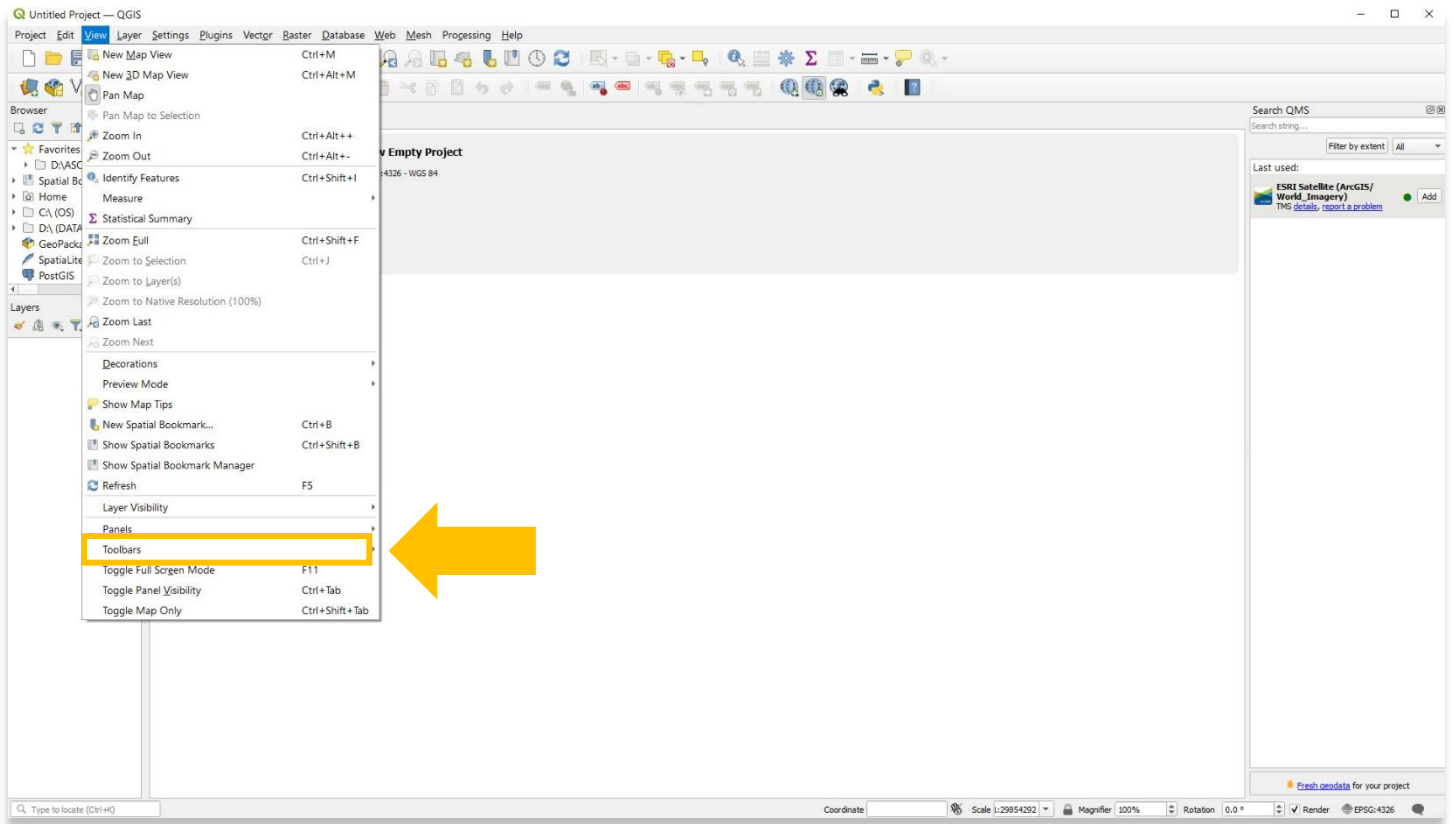 Untitled Project — QGIS
Project Edit View Layer Settings Plugins Vector Raster Database Web Mesh Processing Help
New Map View Ctrl+M
New 3D Map View Ctrl+Alt+M
Pan Map
Pan Map to Selection
Zoom In Ctrl+Alt++
Zoom Out Ctrl+Alt+-
Identify Features Ctrl+Shift+I
Measure
Statistical Summary
Zoom Full Ctrl+Shift+F
Zoom to Selection Ctrl+J
Zoom to Layer(s)
Zoom to Native Resolution (100%)
Zoom Last
Zoom Next
Decorations
Preview Mode
Show Map Tips
New Spatial Bookmark... Ctrl+B
Show Spatial Bookmarks Ctrl+Shift+B
Show Spatial Bookmark Manager
Refresh F5
Layer Visibility
Panels
Toolbars
Toggle Full Screen Mode F11
Toggle Panel Visibility Ctrl+Tab
Toggle Map Only Ctrl+Shift+Tab
Browser
Favorites
D:\ASC
Spatial Bo
Home
C:\ (OS)
D:\ (DATA
GeoPacka
SpatiaLite
PostGIS
Layers
v Empty Project
:4326 - WGS 84
Search QMS
Search string...
Filter by extent All
Last used:
ESRI Satellite (ArcGIS/
World_Imagery)
TMS details, report a problem
Add
Fresh geodata for your project
Type to locate (Ctrl+K) Coordinate Scale 1:29854292 Magnifier 100% Rotation 0.0 ° Render EPSG:4326